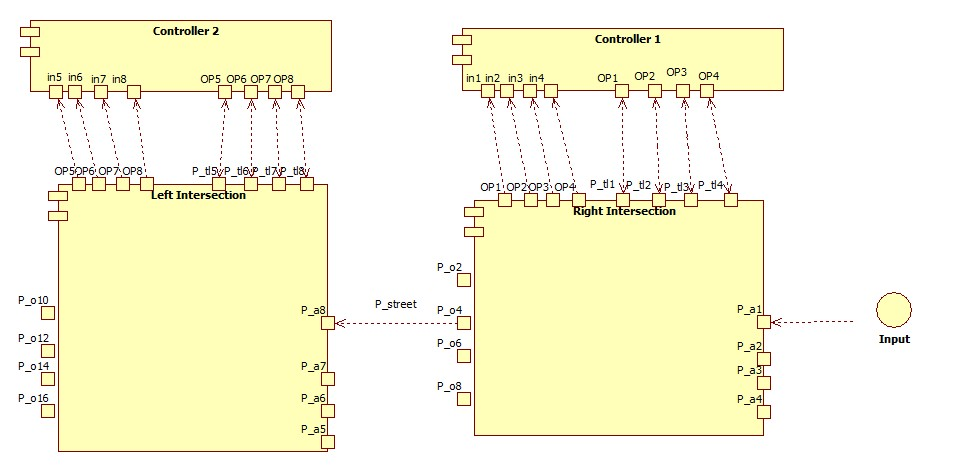 Controller 2
Controller 1
in5 in6 in7 in8 OP5 OP6 OP7 OP8
in1 in2 in3 in4 OP1 OP2 OP3 OP4
OP5 OP6 OP7 OP8 P_tl5 P_tl6 P_tl7 P_tl8
OP1 OP2 OP3 OP4 P_tl1 P_tl2 P_tl3 P_tl4
Left Intersection
Right Intersection
P_o2
P_o10
P_a8
P_street
P_o4
P_a1
Input
P_o12
P_o6
P_a2
P_o14
P_a7
P_a3
P_o8
P_o16
P_a6
P_a4
P_a5